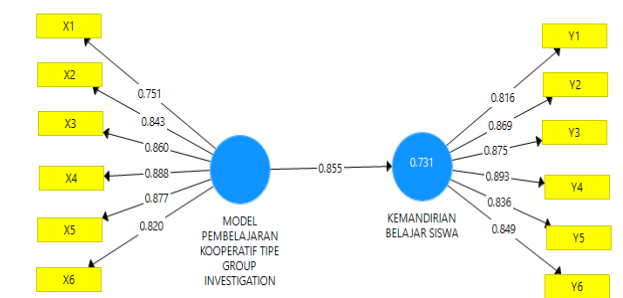 X1
X2
X3
X4
X5
X6
0.751
0.843
0.860
0.888
0.877
0.820
MODEL
PEMBELAJARAN
KOOPERATIF TIPE
GROUP
INVESTIGATION
0.855
0.731
KEMANDIRIAN
BELAJAR SISWA
0.816
0.869
0.875
0.893
0.836
0.849
Y1
Y2
Y3
Y4
Y5
Y6